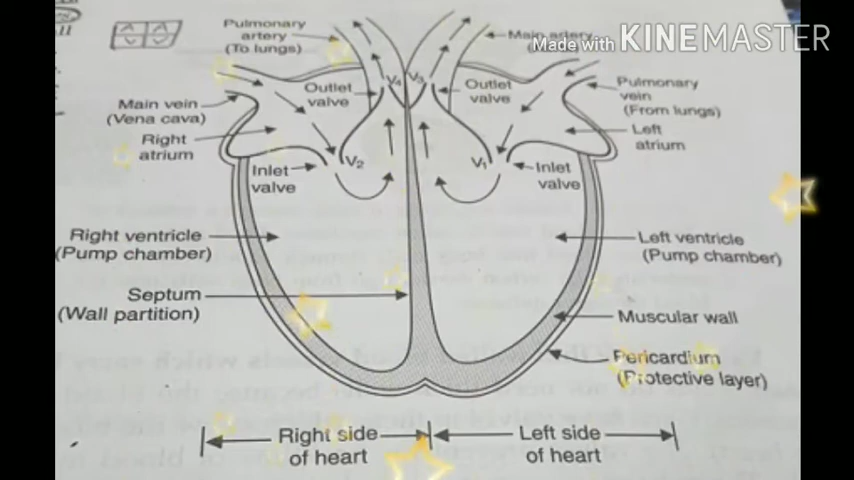 Made with KINEMASTER
Pulmonary
artery
(To lungs)
Main artery
Outlet
valve
V4
V3
Outlet
valve
Pulmonary
vein
(From lungs)
Main vein
(Vena cava)
Right
atrium
Left
atrium
Inlet
valve
V2
V1
Inlet
valve
Right ventricle
(Pump chamber)
Left ventricle
(Pump chamber)
Septum
(Wall partition)
Muscular wall
Pericardium
(Protective layer)
Right side
of heart
Left side
of heart